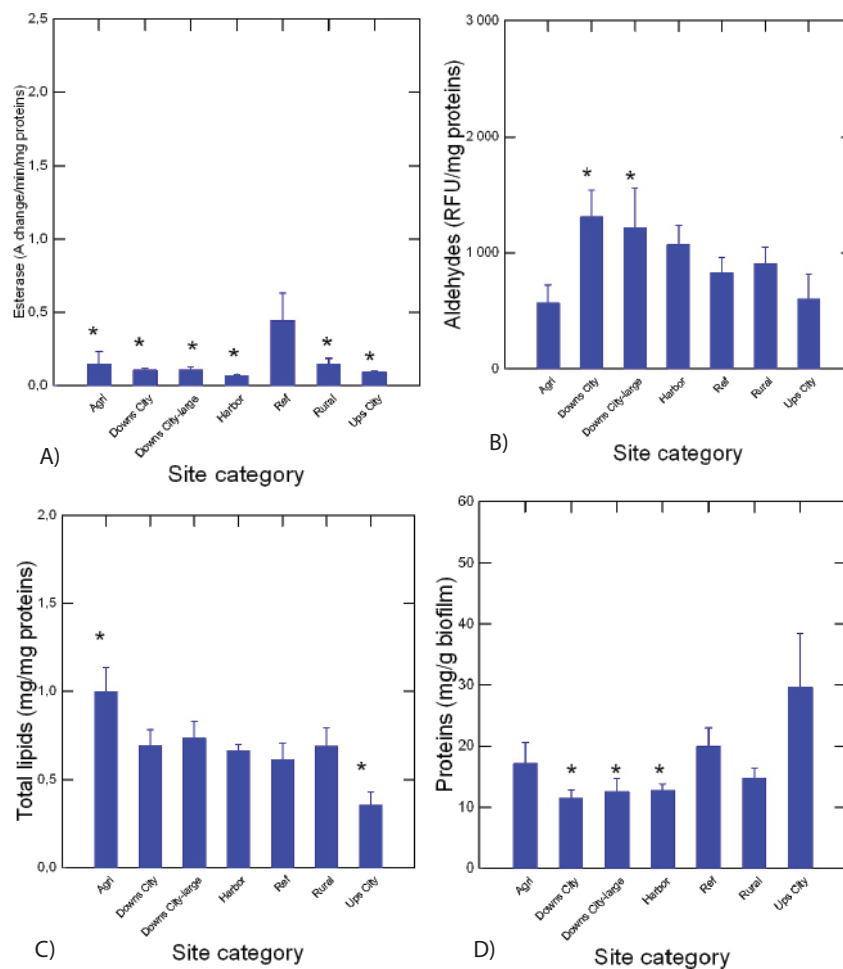 Esterase (A change/min/mg proteins)
2,5
2,0
1,5
1,0
0,5
0,0
* * * * * *
Agri Downs City Downs City-large Harbor Ref Rural Ups City
A)
Site category
Aldehydes (RFU/mg proteins)
3 000
2 000
1 000
0
* *
Agri Downs City Downs City-large Harbor Ref Rural Ups City
B)
Site category
Total lipids (mg/mg proteins)
2,0
1,5
1,0
0,5
0,0
* *
Agri Downs City Downs City-large Harbor Ref Rural Ups City
C)
Site category
Proteins (mg/g biofilm)
60
50
40
30
20
10
0
* * *
Agri Downs City Downs City-large Harbor Ref Rural Ups City
D)
Site category